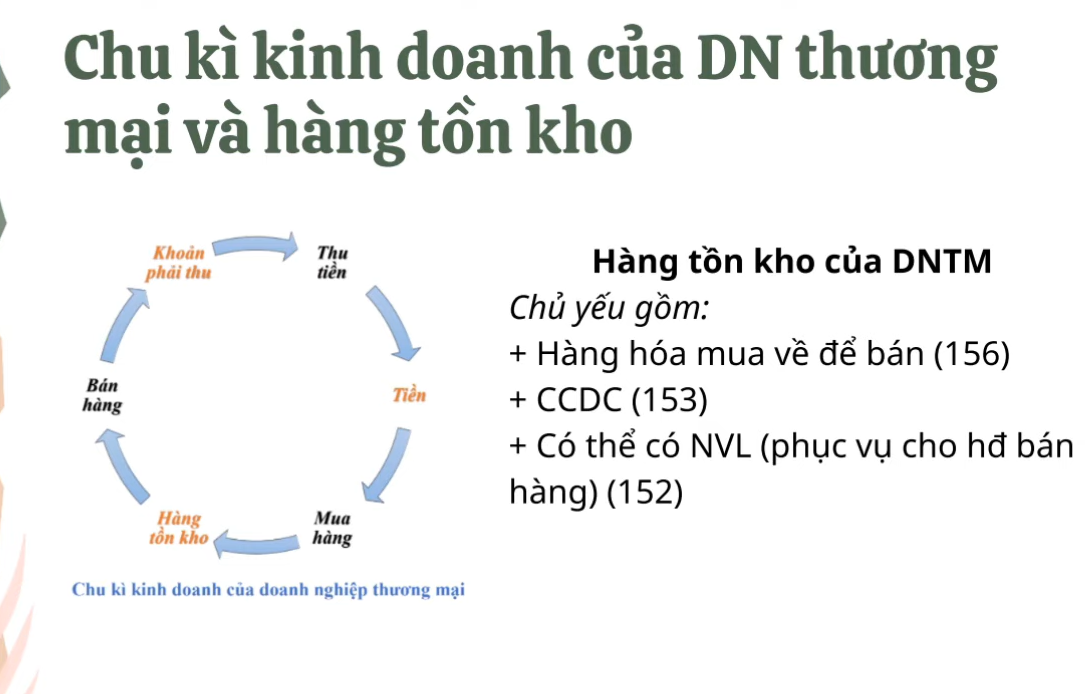 Chu kì kinh doanh của DN thương
mại và hàng tồn kho
Khoản
phải thu
Thu
tiền
Tiền
Mua
hàng
Hàng
tồn kho
Bán
hàng
Chu kì kinh doanh của doanh nghiệp thương mại
Hàng tồn kho của DNTM
Chủ yếu gồm:
+ Hàng hóa mua về để bán (156)
+ CCDC (153)
+ Có thể có NVL (phục vụ cho hđ bán
hàng) (152)